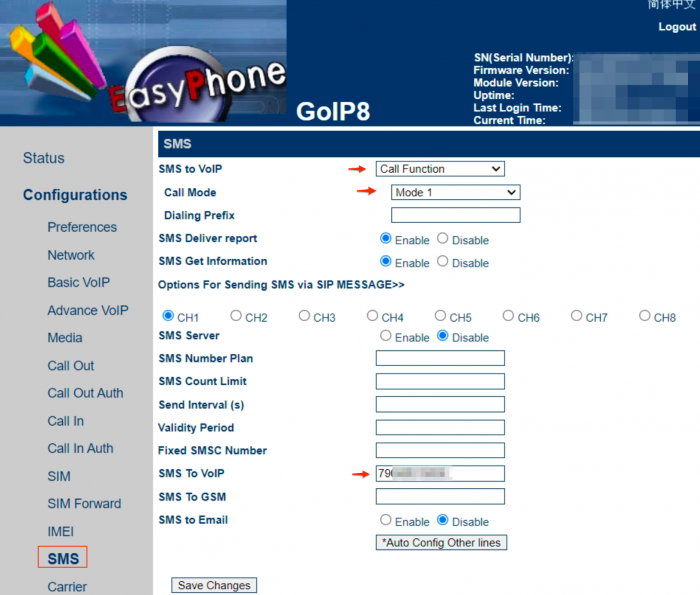 简体中文
Logout
EasyPhone
GoIP8
SN(Serial Number):
Firmware Version:
Module Version:
Uptime:
Last Login Time:
Current Time:
Status
Configurations
Preferences
Network
Basic VoIP
Advance VoIP
Media
Call Out
Call Out Auth
Call In
Call In Auth
SIM
SIM Forward
IMEI
SMS
Carrier
SMS
SMS to VoIP Call Function
Call Mode Mode 1
Dialing Prefix
SMS Deliver report Enable Disable
SMS Get Information Enable Disable
Options For Sending SMS via SIP MESSAGE>>
CH1 CH2 CH3 CH4 CH5 CH6 CH7 CH8
SMS Server Enable Disable
SMS Number Plan
SMS Count Limit
Send Interval (s)
Validity Period
Fixed SMSC Number
SMS To VoIP
SMS To GSM
SMS to Email Enable Disable
*Auto Config Other lines
Save Changes